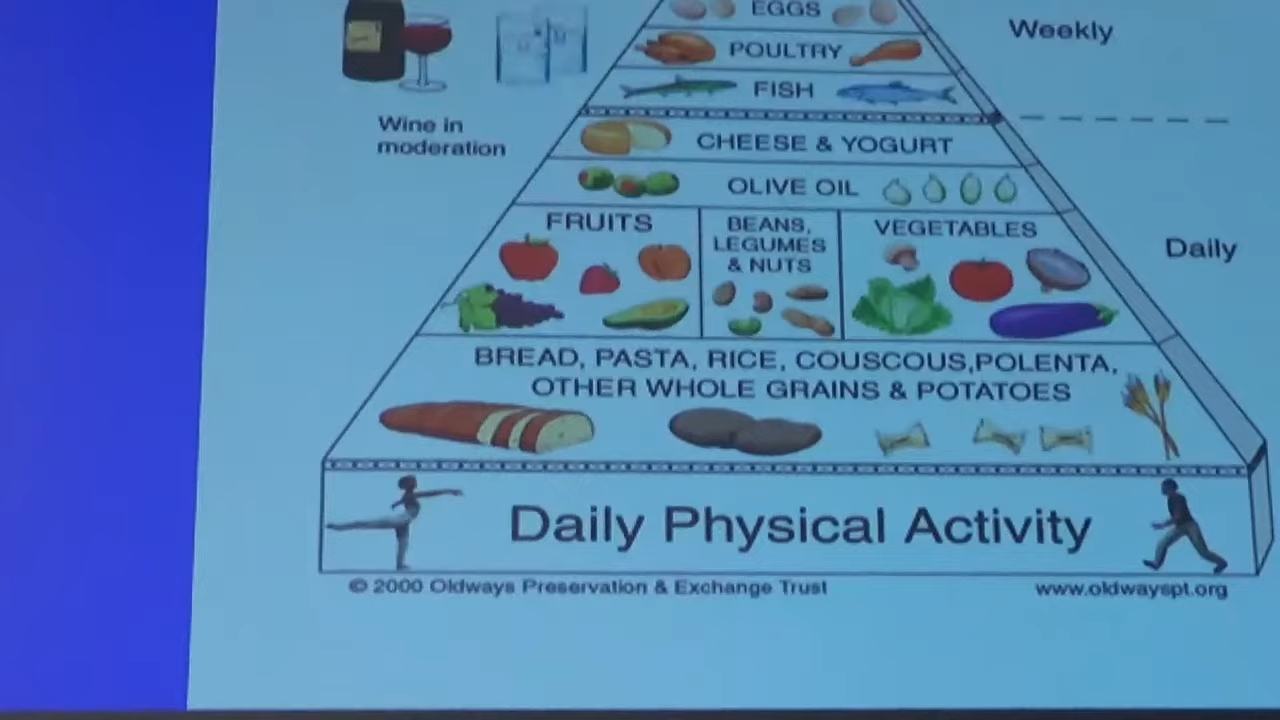 EGGS
Weekly
POULTRY
FISH
Wine in
moderation
CHEESE & YOGURT
OLIVE OIL
FRUITS
BEANS,
LEGUMES
& NUTS
VEGETABLES
Daily
BREAD, PASTA, RICE, COUSCOUS,POLENTA,
OTHER WHOLE GRAINS & POTATOES
Daily Physical Activity
© 2000 Oldways Preservation & Exchange Trust
www.oldwayspt.org